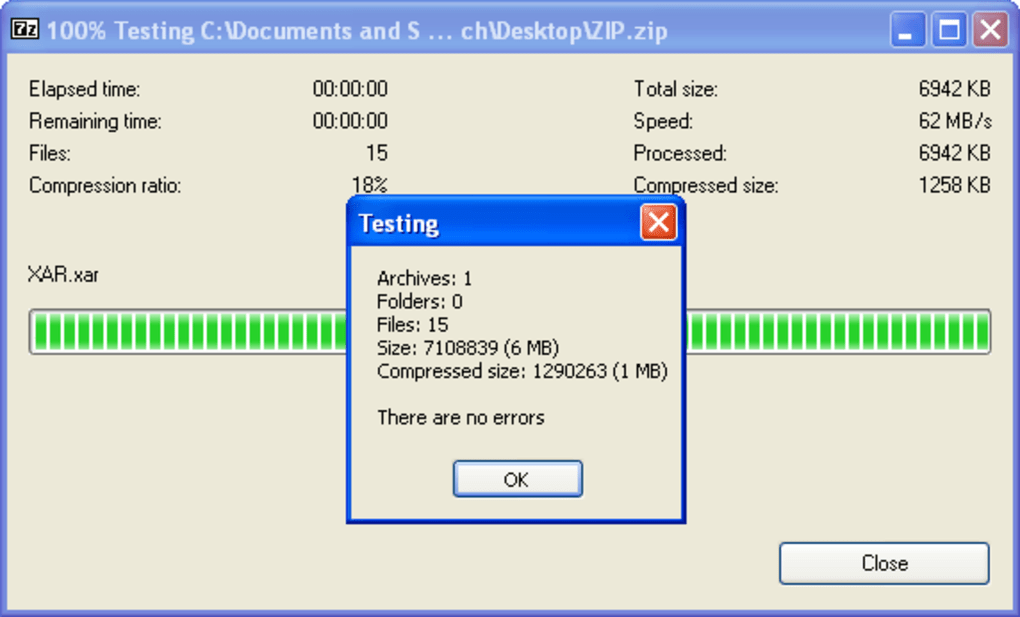 7z 100% Testing C:\Documents and S ... ch\Desktop\ZIP.zip
Elapsed time: 00:00:00 Total size: 6942 KB
Remaining time: 00:00:00 Speed: 62 MB/s
Files: 15 Processed: 6942 KB
Compression ratio: 18% Compressed size: 1258 KB
XAR.xar
Testing
Archives: 1
Folders: 0
Files: 15
Size: 7108839 (6 MB)
Compressed size: 1290263 (1 MB)
There are no errors
OK
Close